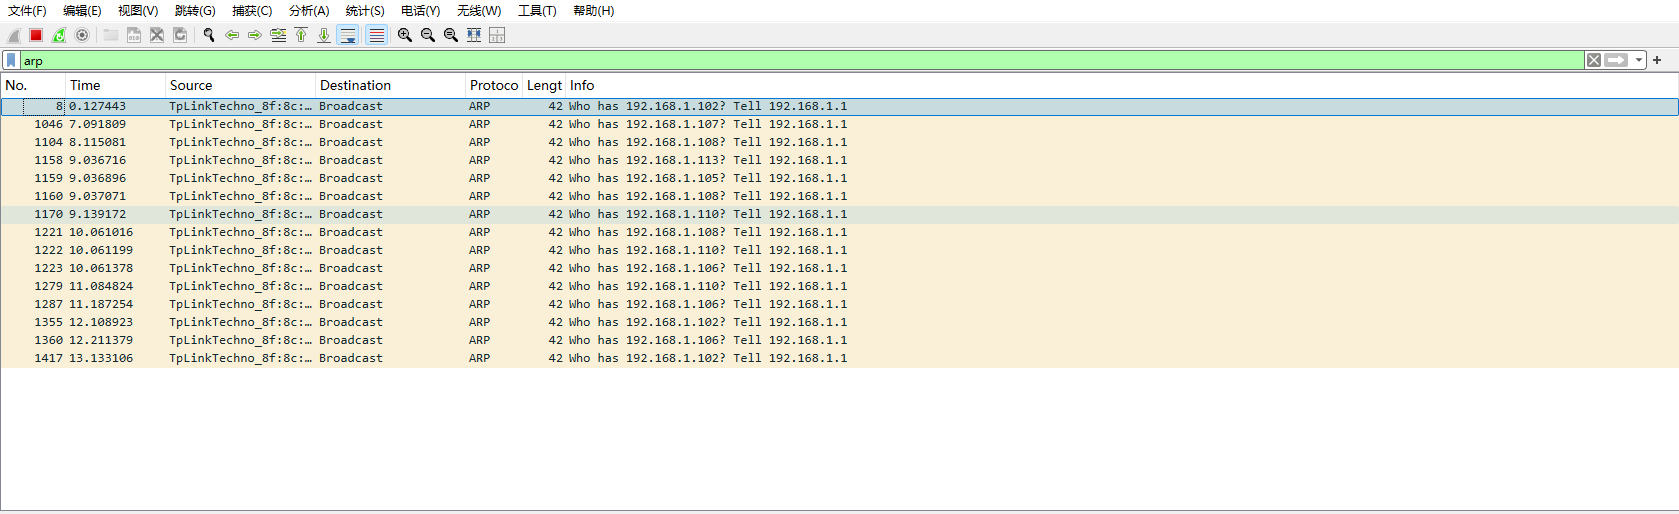 文件(F) 编辑(E) 视图(V) 跳转(G) 捕获(C) 分析(A) 统计(S) 电话(Y) 无线(W) 工具(T) 帮助(H)
arp
No. Time Source Destination Protoco Lengt Info
8 0.127443 TpLinkTechno_8f:8c:… Broadcast ARP 42 Who has 192.168.1.102? Tell 192.168.1.1
1046 7.091809 TpLinkTechno_8f:8c:… Broadcast ARP 42 Who has 192.168.1.107? Tell 192.168.1.1
1104 8.115081 TpLinkTechno_8f:8c:… Broadcast ARP 42 Who has 192.168.1.108? Tell 192.168.1.1
1158 9.036716 TpLinkTechno_8f:8c:… Broadcast ARP 42 Who has 192.168.1.113? Tell 192.168.1.1
1159 9.036896 TpLinkTechno_8f:8c:… Broadcast ARP 42 Who has 192.168.1.105? Tell 192.168.1.1
1160 9.037071 TpLinkTechno_8f:8c:… Broadcast ARP 42 Who has 192.168.1.108? Tell 192.168.1.1
1170 9.139172 TpLinkTechno_8f:8c:… Broadcast ARP 42 Who has 192.168.1.110? Tell 192.168.1.1
1221 10.061016 TpLinkTechno_8f:8c:… Broadcast ARP 42 Who has 192.168.1.108? Tell 192.168.1.1
1222 10.061199 TpLinkTechno_8f:8c:… Broadcast ARP 42 Who has 192.168.1.110? Tell 192.168.1.1
1223 10.061378 TpLinkTechno_8f:8c:… Broadcast ARP 42 Who has 192.168.1.106? Tell 192.168.1.1
1279 11.084824 TpLinkTechno_8f:8c:… Broadcast ARP 42 Who has 192.168.1.110? Tell 192.168.1.1
1287 11.187254 TpLinkTechno_8f:8c:… Broadcast ARP 42 Who has 192.168.1.106? Tell 192.168.1.1
1355 12.108923 TpLinkTechno_8f:8c:… Broadcast ARP 42 Who has 192.168.1.102? Tell 192.168.1.1
1360 12.211379 TpLinkTechno_8f:8c:… Broadcast ARP 42 Who has 192.168.1.106? Tell 192.168.1.1
1417 13.133106 TpLinkTechno_8f:8c:… Broadcast ARP 42 Who has 192.168.1.102? Tell 192.168.1.1